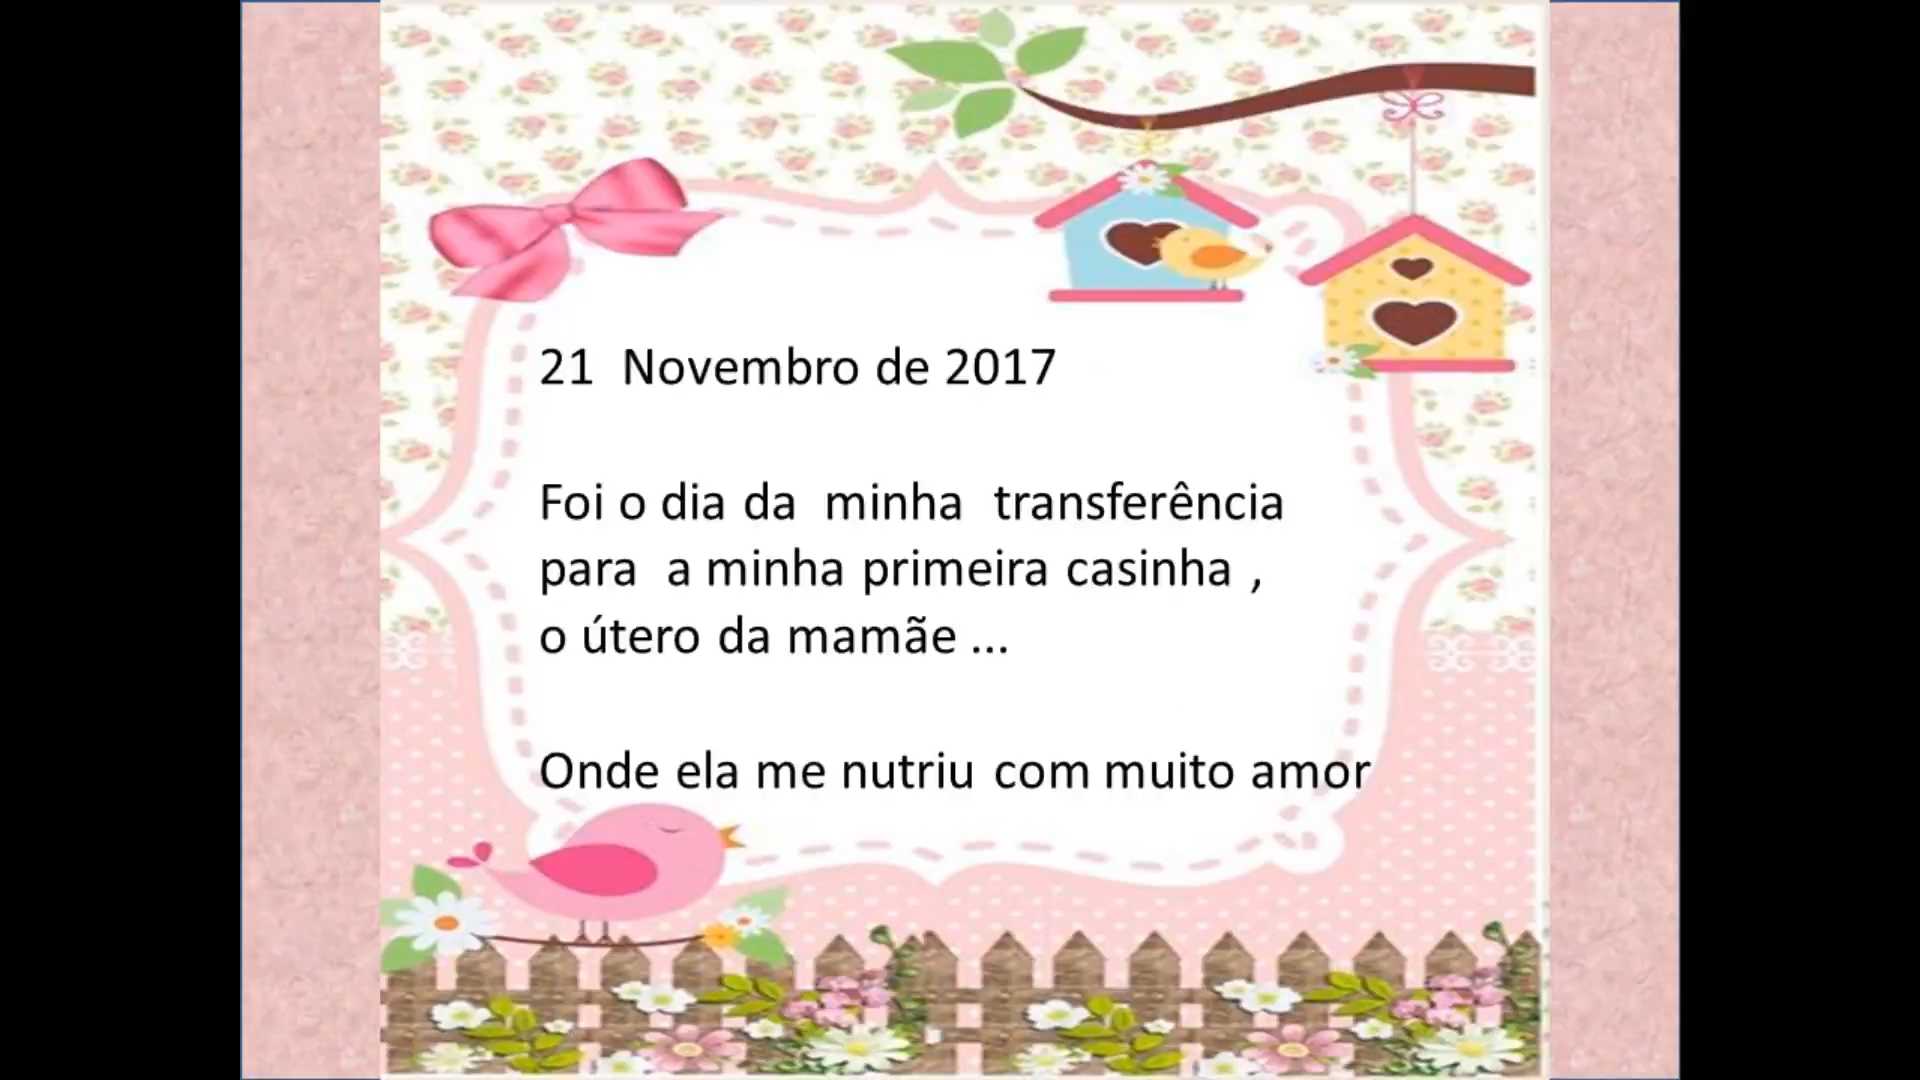 21 Novembro de 2017
Foi o dia da minha transferência
para a minha primeira casinha ,
o útero da mamãe ...
Onde ela me nutriu com muito amor